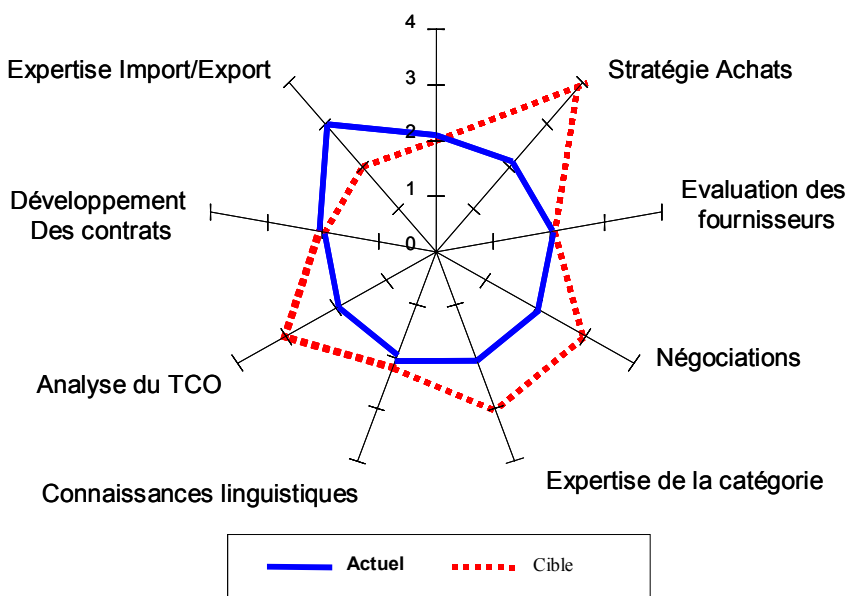 4
Expertise Import/Export
Stratégie Achats
3
2
Développement
Des contrats
Evaluation des
fournisseurs
1
0
Négociations
Analyse du TCO
Expertise de la catégorie
Connaissances linguistiques
Actuel
Cible